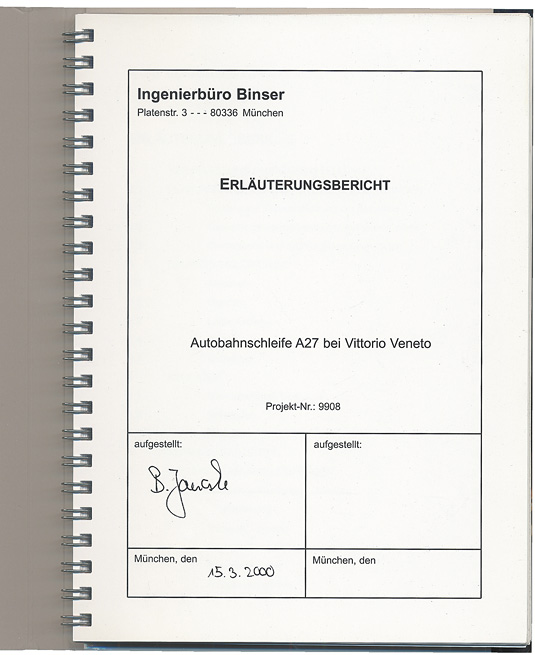 Ingenierbüro Binser
Platenstr. 3 - - - 80336 München
ERLÄUTERUNGSBERICHT
Autobahnschleife A27 bei Vittorio Veneto
Projekt-Nr.: 9908
aufgestellt:
aufgestellt:
B.
München, den
15.3.2000
München, den